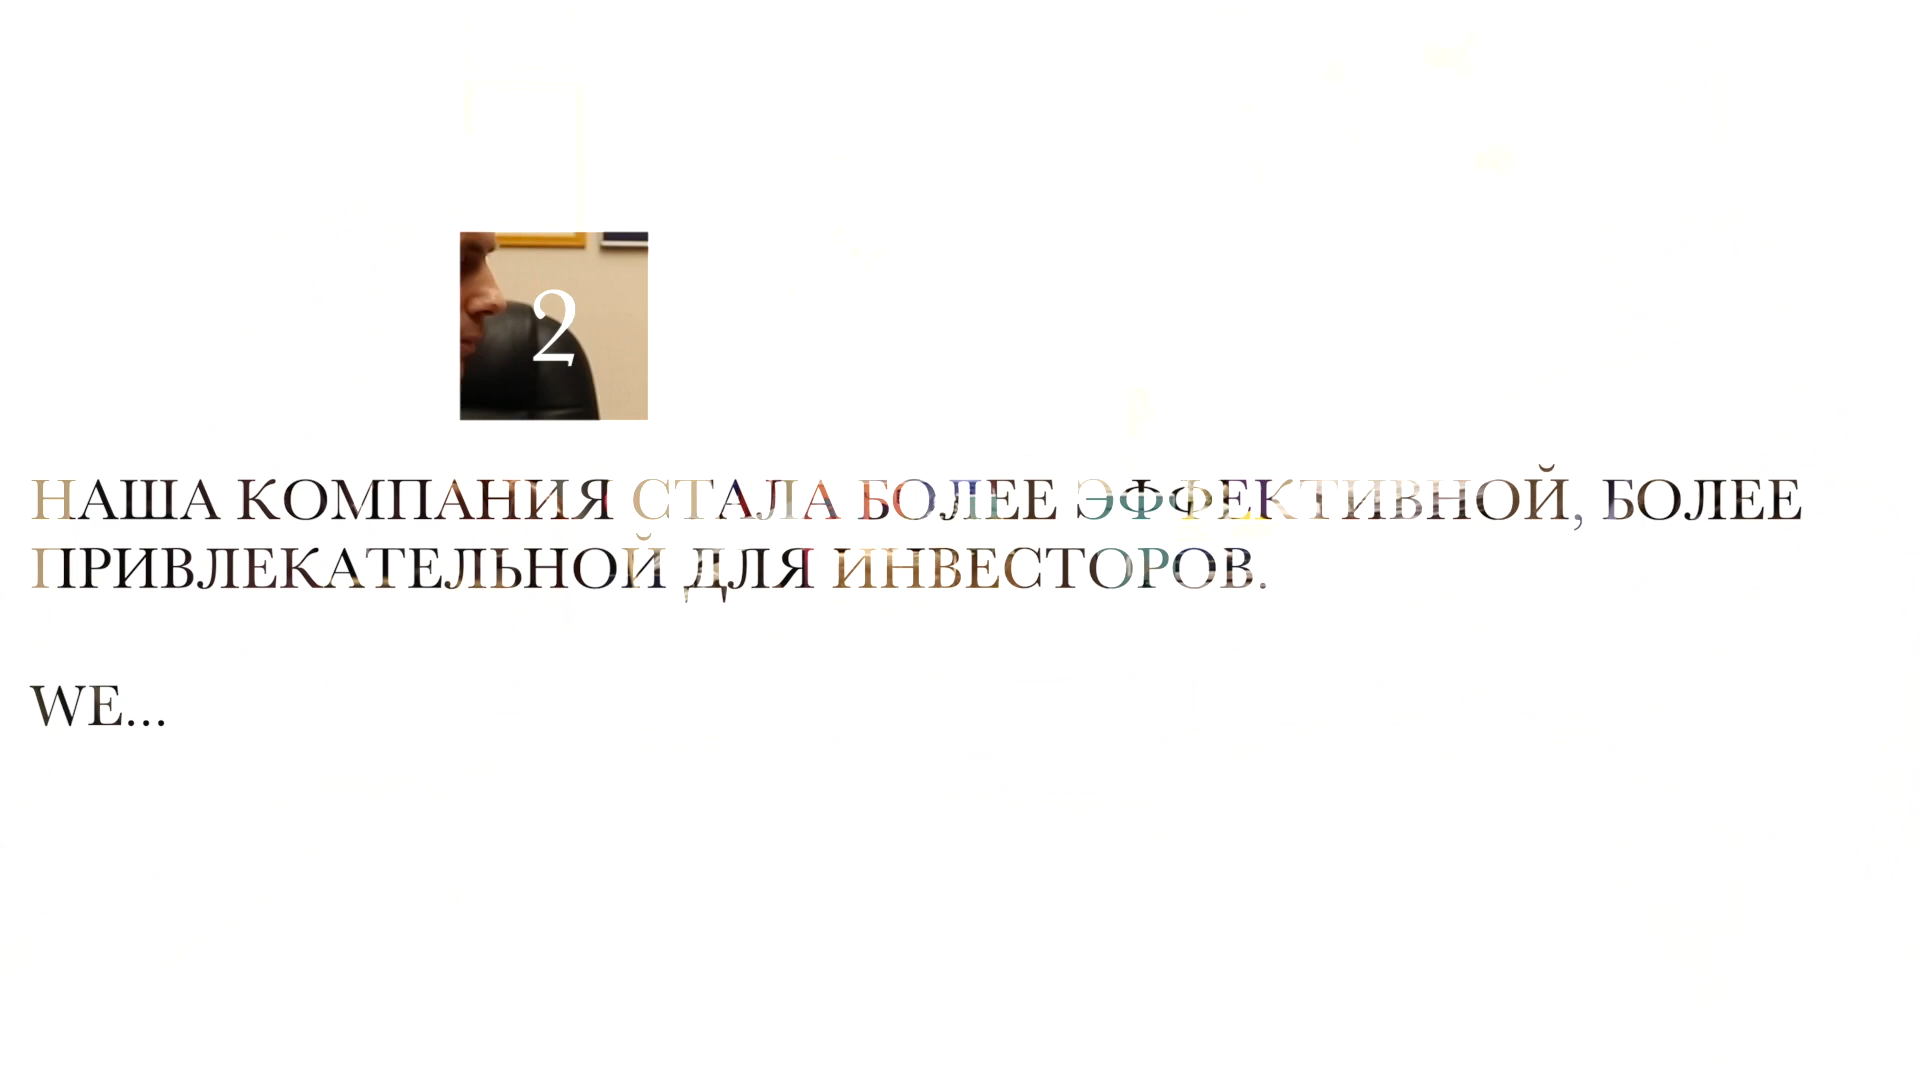 2
НАША КОМПАНИЯ СТАЛА БОЛЕЕ ЭФФЕКТИВНОЙ, БОЛЕЕ
ПРИВЛЕКАТЕЛЬНОЙ ДЛЯ ИНВЕСТОРОВ.
WE...